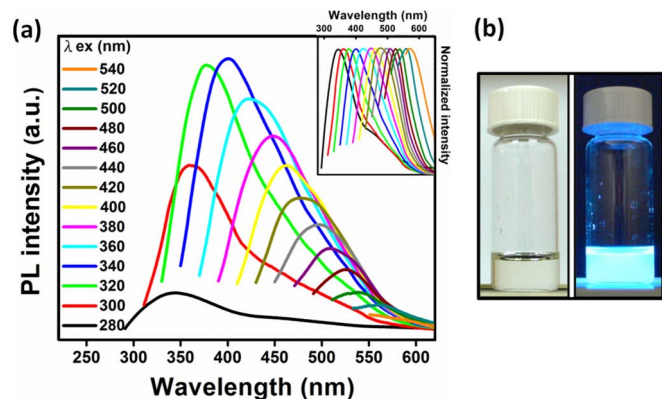 (a)
λ ex (nm)
540
520
500
480
460
440
420
400
380
360
340
320
300
280
PL intensity (a.u.)
250 300 350 400 450 500 550 600
Wavelength (nm)
Wavelength (nm)
300 400 500 600
Normalized intensity
(b)